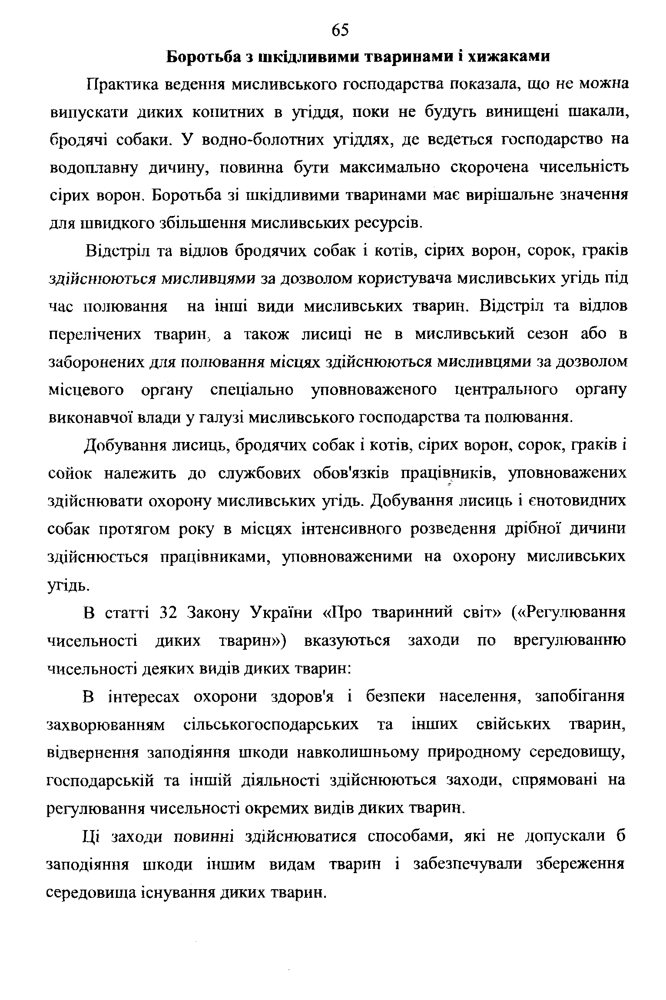 65
Боротьба з шкідливими тваринами і хижаками
Практика ведення мисливського господарства показала, що не можна
випускати диких копитних в угіддя, поки не будуть винищені шакали,
бродячі собаки. У водно-болотних угіддях, де ведеться господарство на
водоплавну дичину, повинна бути максимально скорочена чисельність
сірих ворон. Боротьба зі шкідливими тваринами має вирішальне значення
для швидкого збільшення мисливських ресурсів.
Відстріл та відлов бродячих собак і котів, сірих ворон, сорок, граків
здійснюються мисливцями за дозволом користувача мисливських угідь під
час полювання на інші види мисливських тварин. Відстріл та відлов
перелічених тварин, а також лисиці не в мисливський сезон або в
заборонених для полювання місцях здійснюються мисливцями за дозволом
місцевого органу спеціально уповноваженого центрального органу
виконавчої влади у галузі мисливського господарства та полювання.
Добування лисиць, бродячих собак і котів, сірих ворон, сорок, граків і
сойок належить до службових обов'язків працівників, уповноважених
здійснювати охорону мисливських угідь. Добування лисиць і єнотовидних
собак протягом року в місцях інтенсивного розведення дрібної дичини
здійснюється працівниками, уповноваженими на охорону мисливських
угідь.
В статті 32 Закону України «Про тваринний світ» («Регулювання
чисельності диких тварин») вказуються заходи по врегулюванню
чисельності деяких видів диких тварин:
В інтересах охорони здоров'я і безпеки населення, запобігання
захворюванням сільськогосподарських та інших свійських тварин,
відвернення заподіяння шкоди навколишньому природному середовищу,
господарській та іншій діяльності здійснюються заходи, спрямовані на
регулювання чисельності окремих видів диких тварин.
Ці заходи повинні здійснюватися способами, які не допускали б
заподіяння шкоди іншим видам тварин і забезпечували збереження
середовища існування диких тварин.